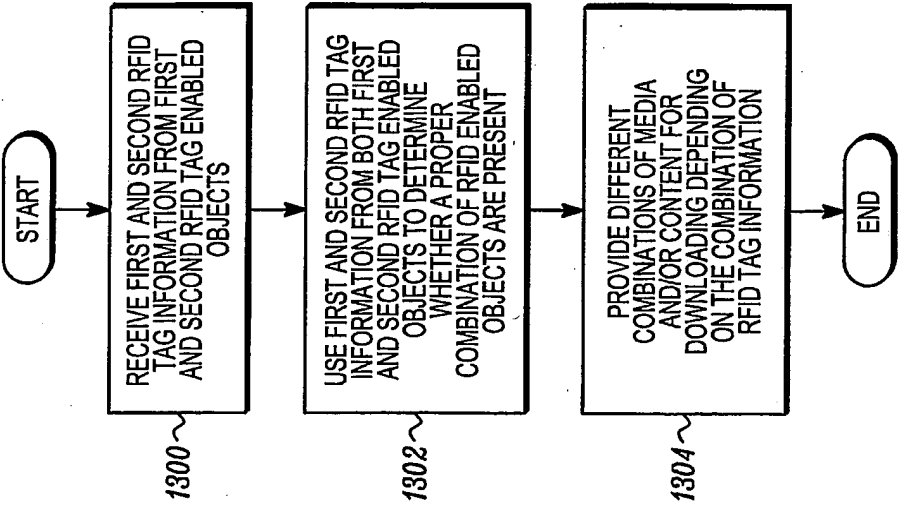 START
RECEIVE FIRST AND SECOND RFID
TAG INFORMATION FROM FIRST
AND SECOND RFID TAG ENABLED
OBJECTS
1300
USE FIRST AND SECOND RFID TAG
INFORMATION FROM BOTH FIRST
AND SECOND RFID TAG ENABLED
OBJECTS TO DETERMINE
WHETHER A PROPER
COMBINATION OF RFID ENABLED
OBJECTS ARE PRESENT
1302
PROVIDE DIFFERENT
COMBINATIONS OF MEDIA
AND/OR CONTENT FOR
DOWNLOADING DEPENDING
ON THE COMBINATION OF
RFID TAG INFORMATION
1304
END